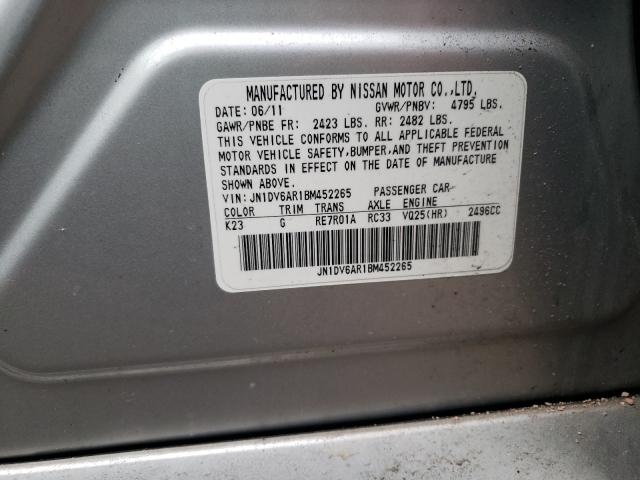 MANUFACTURED BY NISSAN MOTOR CO.,LTD.
DATE: 06/11 GVWR/PNBV: 4795 LBS.
GAWR/PNBE FR: 2423 LBS. RR: 2482 LBS.
THIS VEHICLE CONFORMS TO ALL APPLICABLE FEDERAL
MOTOR VEHICLE SAFETY,BUMPER,AND THEFT PREVENTION
STANDARDS IN EFFECT ON THE DATE OF MANUFACTURE
SHOWN ABOVE.
VIN: JN1DV6AR1BM452265 PASSENGER CAR
COLOR TRIM TRANS AXLE ENGINE
K23 G RE7R01A RC33 VQ25(HR) 2496CC
JN1DV6AR1BM452265